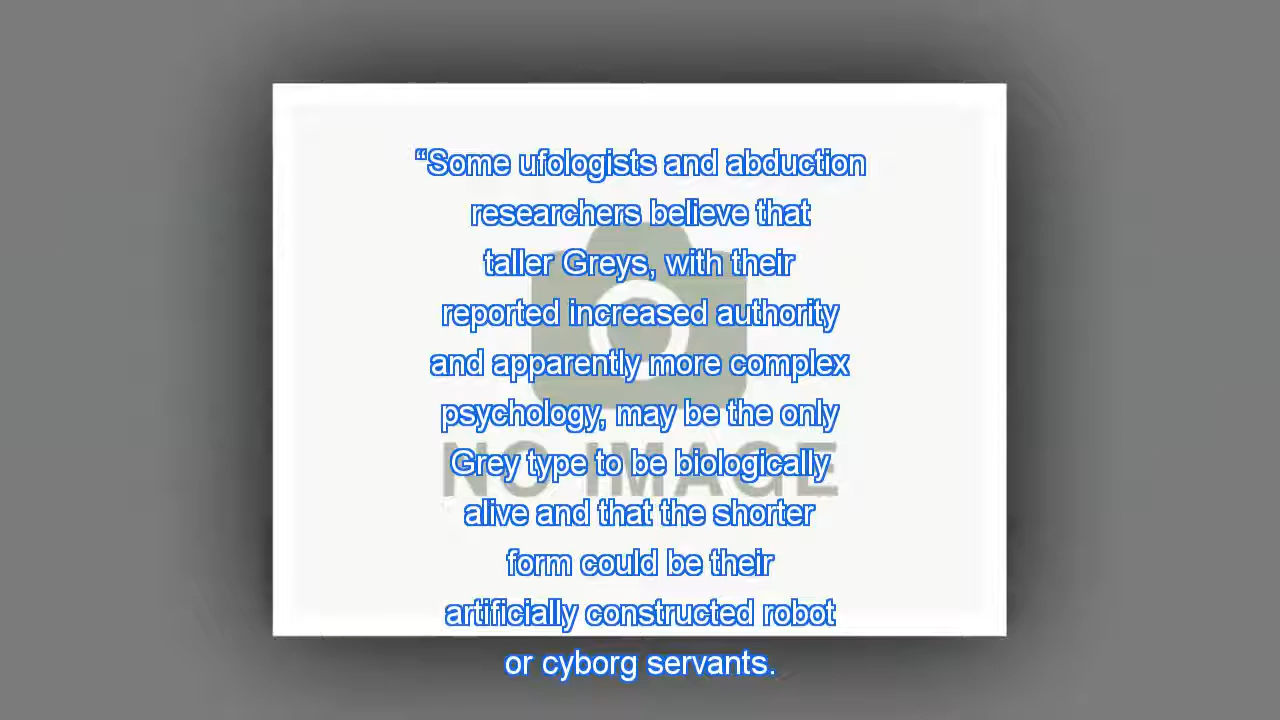 “Some ufologists and abduction
researchers believe that
taller Greys, with their
reported increased authority
and apparently more complex
psychology, may be the only
Grey type to be biologically
alive and that the shorter
form could be their
artificially constructed robot
or cyborg servants.
NO IMAGE